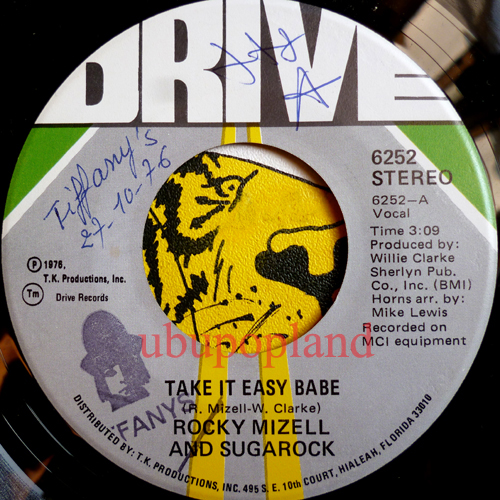 DRIVE
A
Tiffany's
27-10-76
6252
STEREO
6252-A
Vocal
Time 3:09
Produced by:
Willie Clarke
Sherlyn Pub.
Co., Inc. (BMI)
Horns arr. by:
Mike Lewis
Recorded on
MCI equipment
Ⓟ 1976,
T.K. Productions, Inc.
Tm Drive Records
ubupopland
TAKE IT EASY BABE
(R. Mizell-W. Clarke)
ROCKY MIZELL
AND SUGAROCK
FANYS
DISTRIBUTED BY: T.K. PRODUCTIONS, INC. 495 S.E. 10th COURT, HIALEAH, FLORIDA 33010